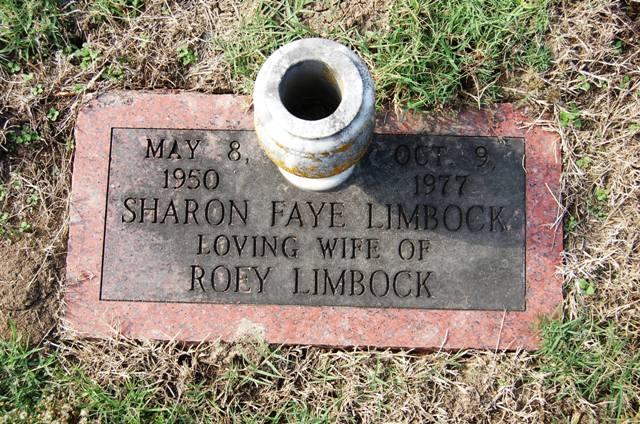 MAY 8, OCT. 9,
1950 1977
SHARON FAYE LIMBOCK
LOVING WIFE OF
ROEY LIMBOCK